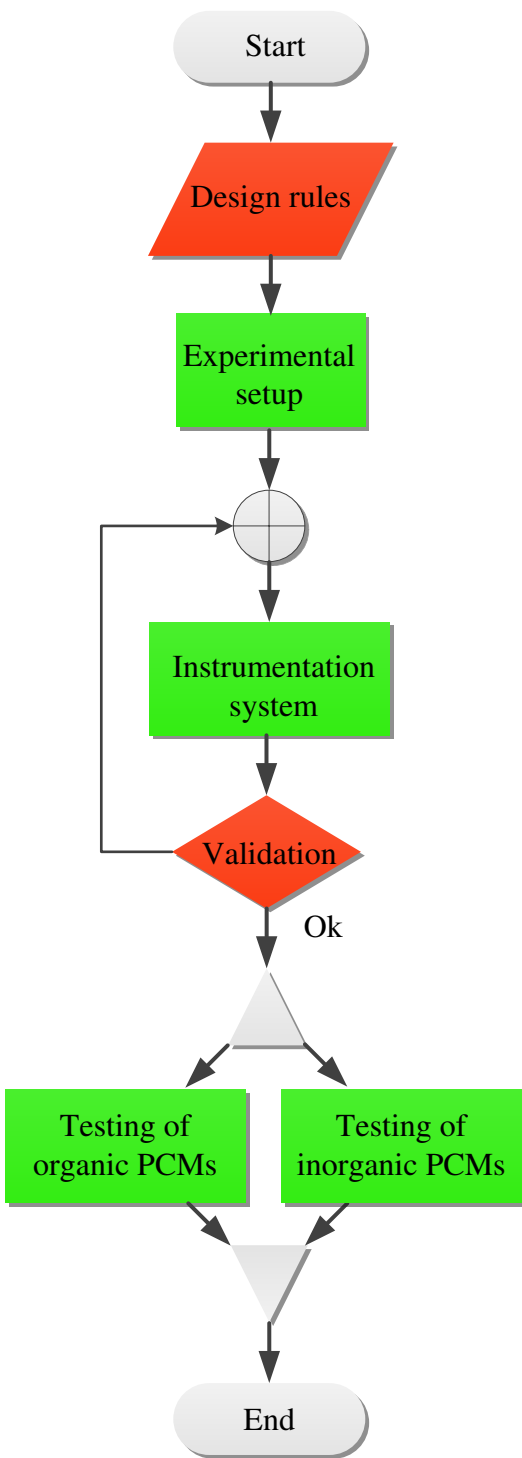 Start
Design rules
Experimental
setup
Instrumentation
system
Validation
Ok
Testing of
organic PCMs
Testing of
inorganic PCMs
End